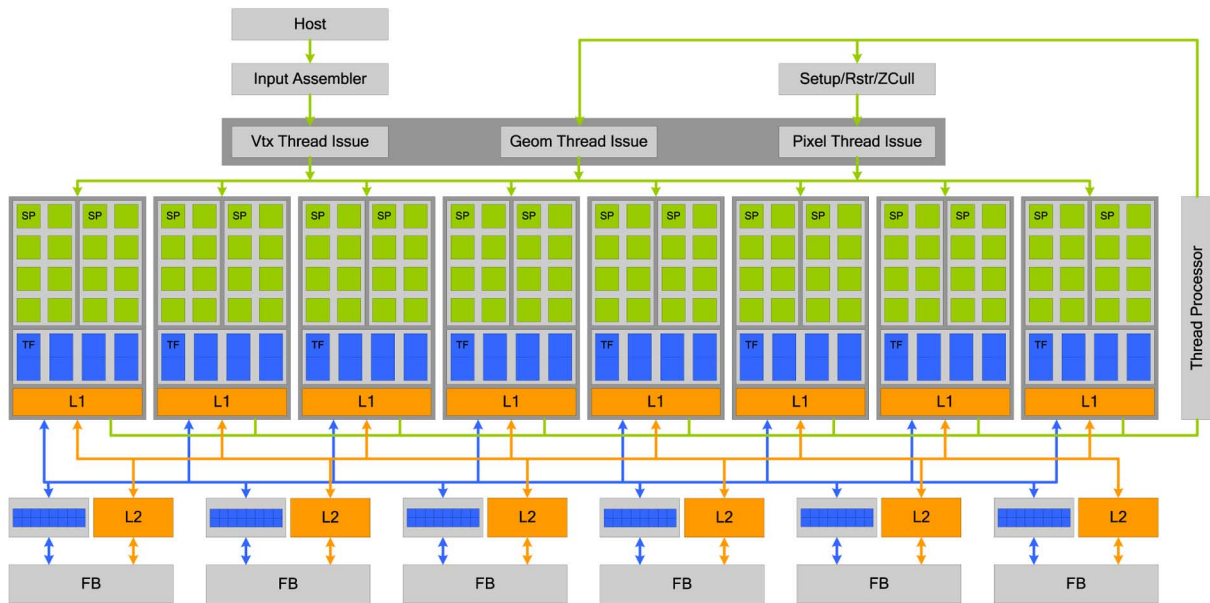 Host
Input Assembler
Setup/Rstr/ZCull
Vtx Thread Issue
Geom Thread Issue
Pixel Thread Issue
SP SP SP SP SP SP SP SP SP SP SP SP SP SP SP SP
Thread Processor
TF TF TF TF TF TF TF TF
L1 L1 L1 L1 L1 L1 L1 L1
L2 L2 L2 L2 L2 L2
FB FB FB FB FB FB